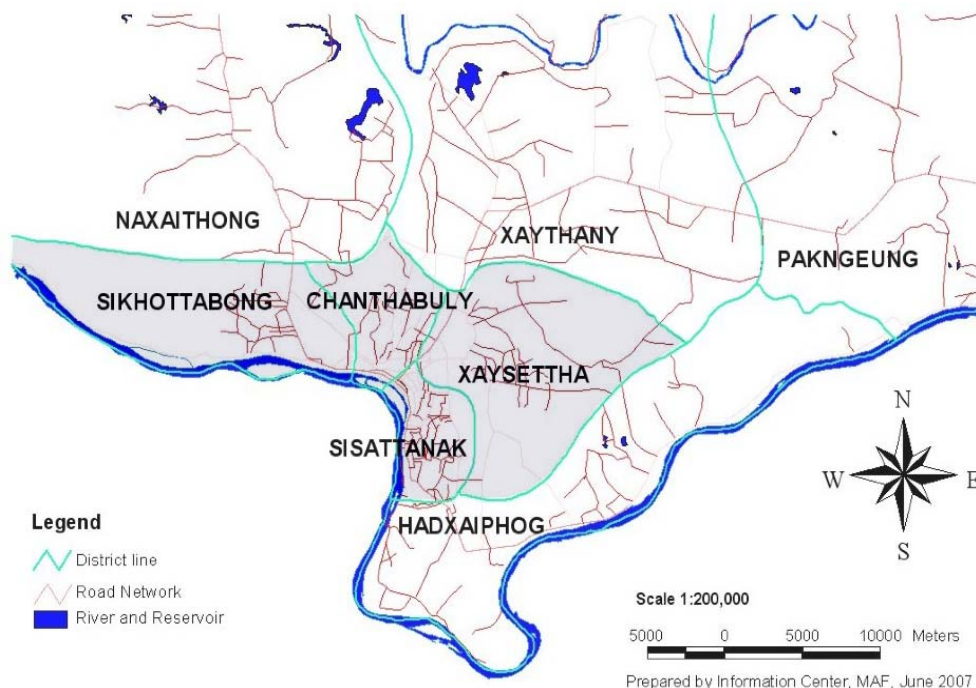 NAXAITHONG
XAYTHANY
PAKNGEUNG
SIKHOTTABONG
CHANTHABULY
XAYSETTHA
SISATTANAK
HADXAIPHOG
N
W E
S
Legend
District line
Road Network
River and Reservoir
Scale 1:200,000
5000 0 5000 10000 Meters
Prepared by Information Center, MAF, June 2007